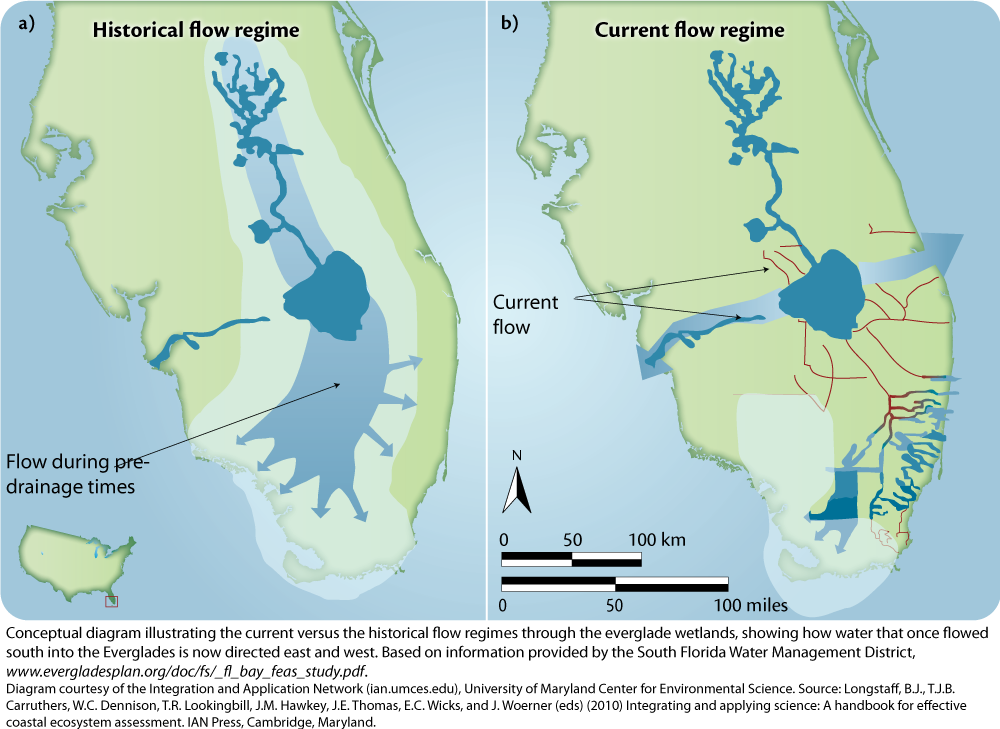 a)
Historical flow regime
b)
Current flow regime
Current
flow
Flow during pre-
drainage times
N
0 50 100 km
0 50 100 miles
Conceptual diagram illustrating the current versus the historical flow regimes through the everglade wetlands, showing how water that once flowed
south into the Everglades is now directed east and west. Based on information provided by the South Florida Water Management District,
www.evergladesplan.org/doc/fs/_fl_bay_feas_study.pdf.
Diagram courtesy of the Integration and Application Network (ian.umces.edu), University of Maryland Center for Environmental Science. Source: Longstaff, B.J., T.J.B.
Carruthers, W.C. Dennison, T.R. Lookingbill, J.M. Hawkey, J.E. Thomas, E.C. Wicks, and J. Woerner (eds) (2010) Integrating and applying science: A handbook for effective
coastal ecosystem assessment. IAN Press, Cambridge, Maryland.